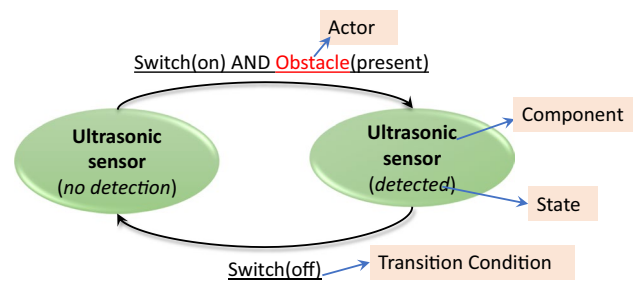 Actor
Switch(on) AND Obstacle(present)
Ultrasonic
sensor
(no detection)
Ultrasonic
sensor
(detected)
Component
State
Switch(off)
Transition Condition